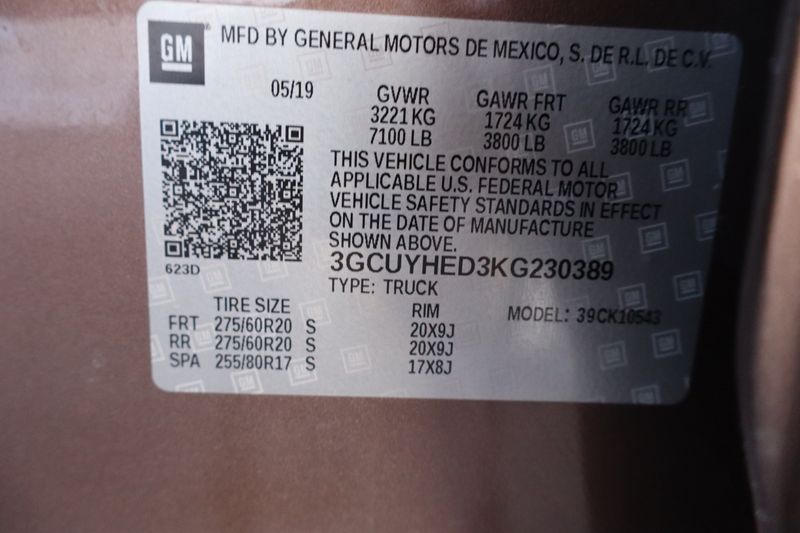 GM MFD BY GENERAL MOTORS DE MEXICO, S. DE R.L. DE C.V.
05/19 GVWR GAWR FRT GAWR RR
3221 KG 1724 KG 1724 KG
7100 LB 3800 LB 3800 LB
THIS VEHICLE CONFORMS TO ALL
APPLICABLE U.S. FEDERAL MOTOR
VEHICLE SAFETY STANDARDS IN EFFECT
ON THE DATE OF MANUFACTURE
SHOWN ABOVE.
623D
3GCUYHED3KG230389
TYPE: TRUCK
TIRE SIZE RIM MODEL: 39CK10543
FRT 275/60R20 S 20X9J
RR 275/60R20 S 20X9J
SPA 255/80R17 S 17X8J